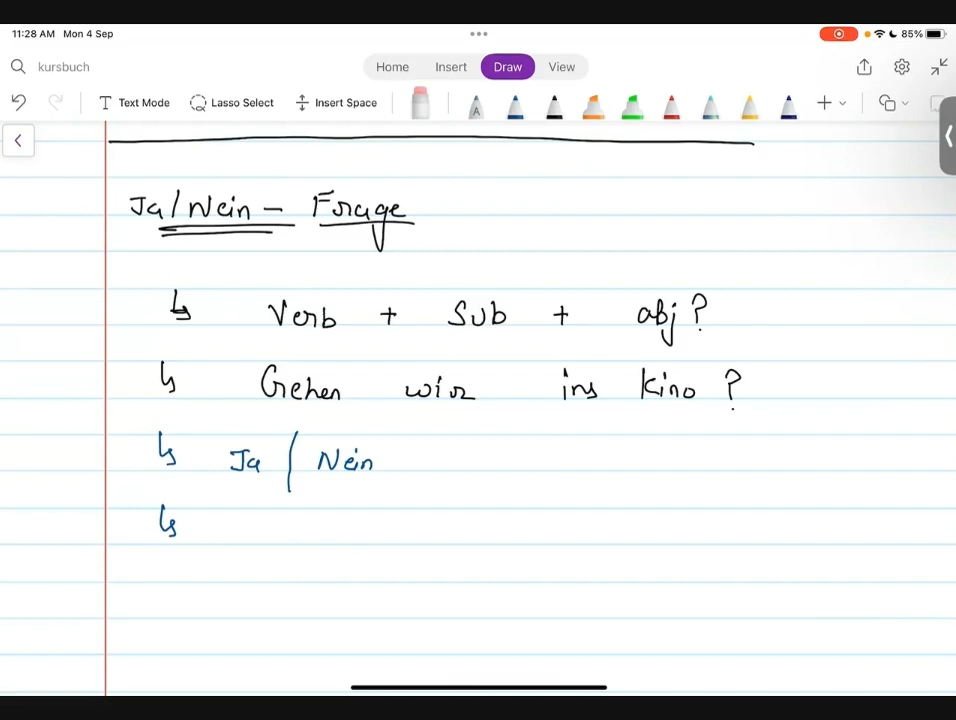 11:28 AM Mon 4 Sep
85%
kursbuch
Home Insert Draw View
Text Mode Lasso Select Insert Space
Ja/Nein - Frage
↳ Verb + Sub + obj?
↳ Gehen wir ins Kino?
↳ Ja / Nein
↳